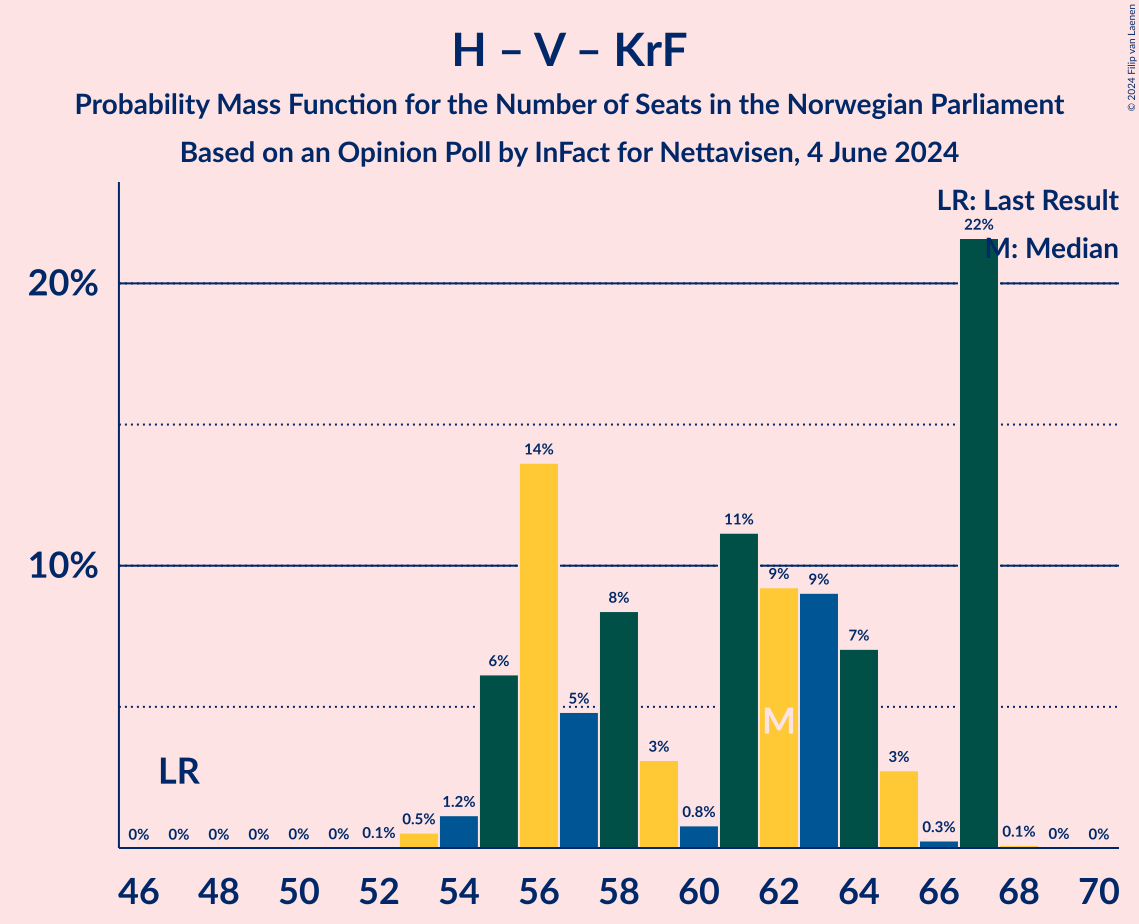 H – V – KrF
Probability Mass Function for the Number of Seats in the Norwegian Parliament
Based on an Opinion Poll by InFact for Nettavisen, 4 June 2024
© 2024 Filip van Laenen
LR: Last Result
M: Median
20%
10%
0% 0% 0% 0% 0% 0% 0.1% 0.5% 1.2% 6% 14% 5% 8% 3% 0.8% 11% 9% 9% 7% 3% 0.3% 22% 0.1% 0% 0%
LR
M
46 48 50 52 54 56 58 60 62 64 66 68 70